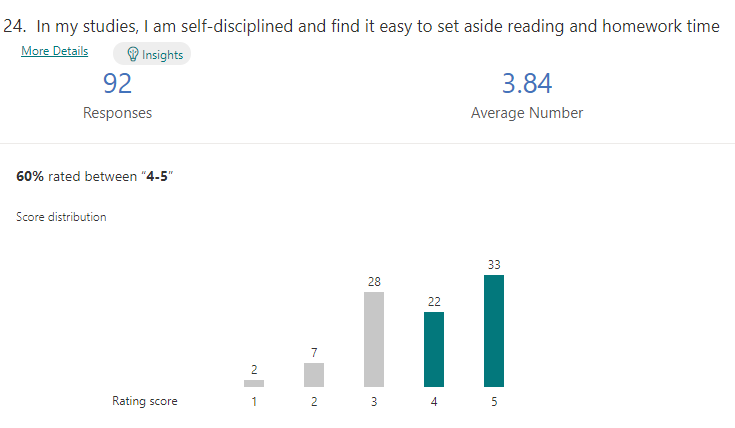 24. In my studies, I am self-disciplined and find it easy to set aside reading and homework time
More Details
Insights
92
Responses
3.84
Average Number
60% rated between "4-5"
Score distribution
2
7
28
22
33
Rating score 1 2 3 4 5